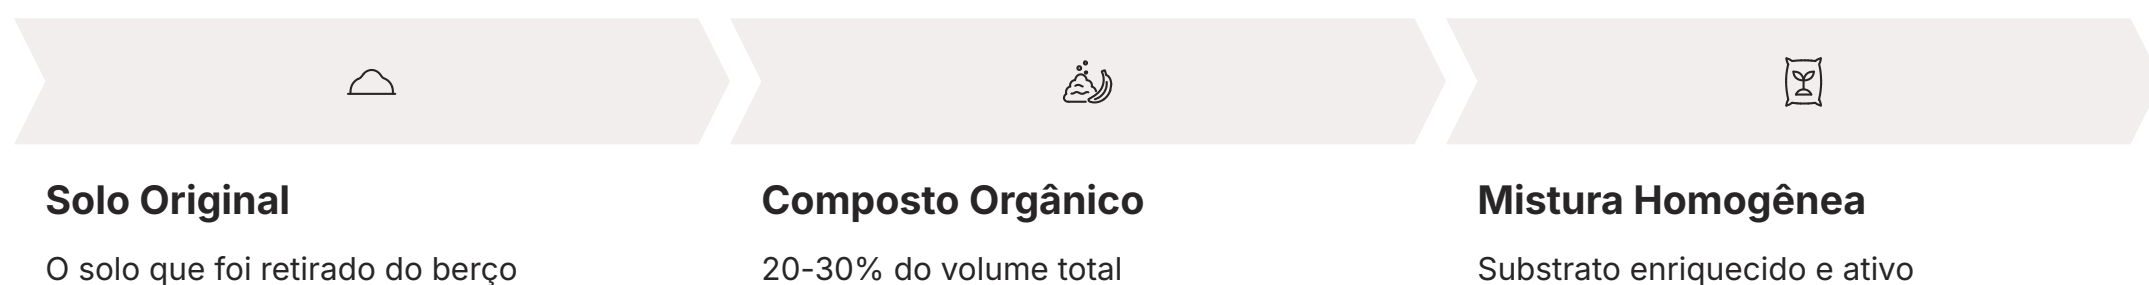 Solo Original
O solo que foi retirado do berço
Composto Orgânico
20-30% do volume total
Mistura Homogênea
Substrato enriquecido e ativo